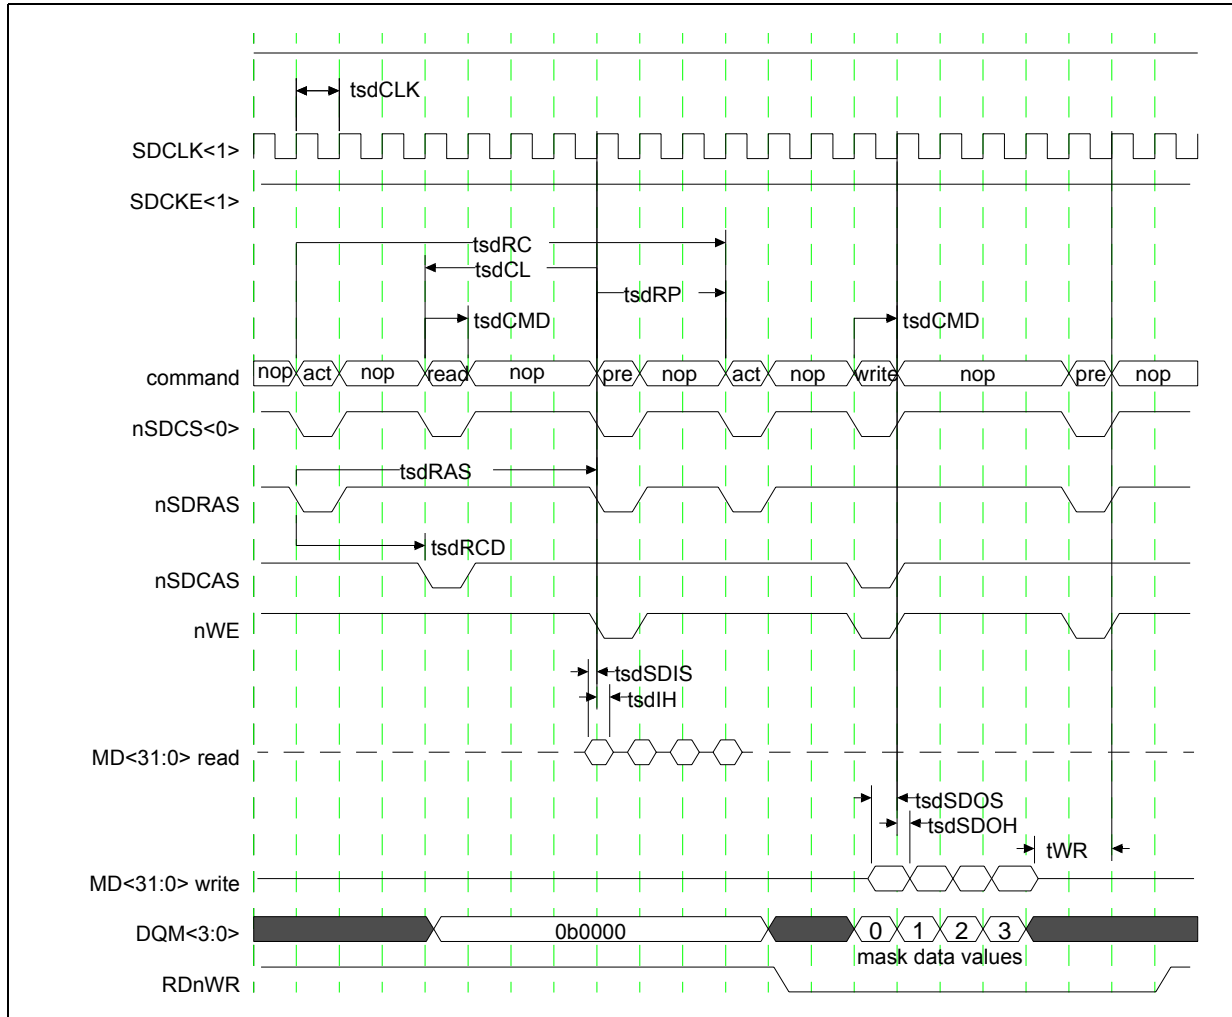 tsdCLK
SDCLK<1>
SDCKE<1>
tsdRC
tsdCL
tsdRP
tsdCMD tsdCMD
command nop act nop read nop pre nop act nop write nop pre nop
nSDCS<0>
tsdRAS
nSDRAS
tsdRCD
nSDCAS
nWE
tsdSDIS
tsdIH
MD<31:0> read
tsdSDOS
tsdSDOH
tWR
MD<31:0> write
DQM<3:0> 0b0000 0 1 2 3
mask data values
RDnWR